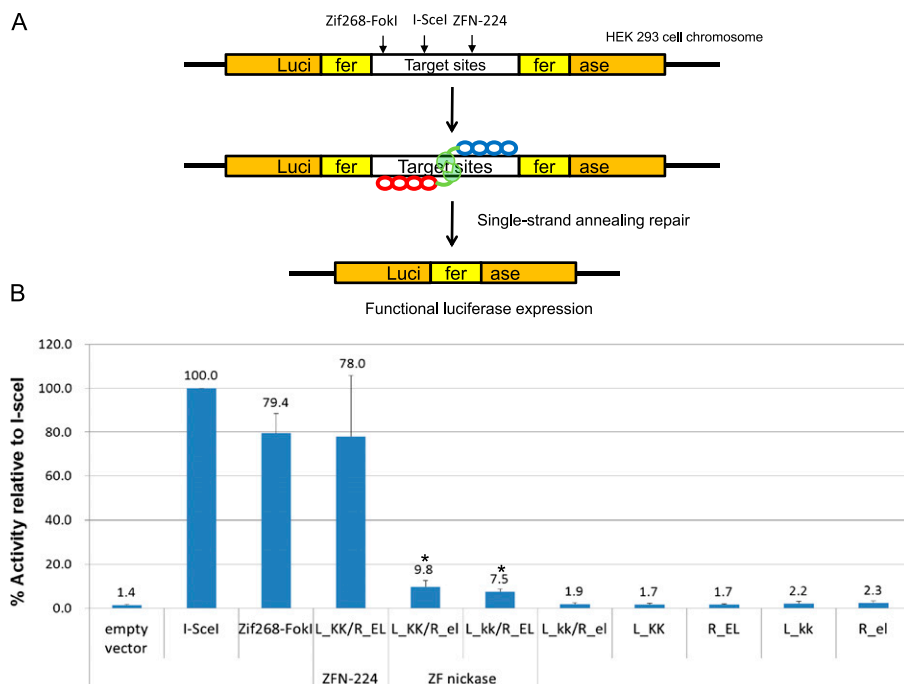 A
Zif268-FokI I-SceI ZFN-224
HEK 293 cell chromosome
Luci fer Target sites fer ase
Luci fer Target sites fer ase
Single-strand annealing repair
Luci fer ase
Functional luciferase expression
B
% Activity relative to I-sceI
120.0
100.0
80.0
60.0
40.0
20.0
0.0
1.4 100.0 79.4 78.0 * 9.8 * 7.5 1.9 1.7 1.7 2.2 2.3
empty vector I-SceI Zif268-FokI L_KK/R_EL L_KK/R_el L_kk/R_EL L_kk/R_el L_KK R_EL L_kk R_el
ZFN-224 ZF nickase